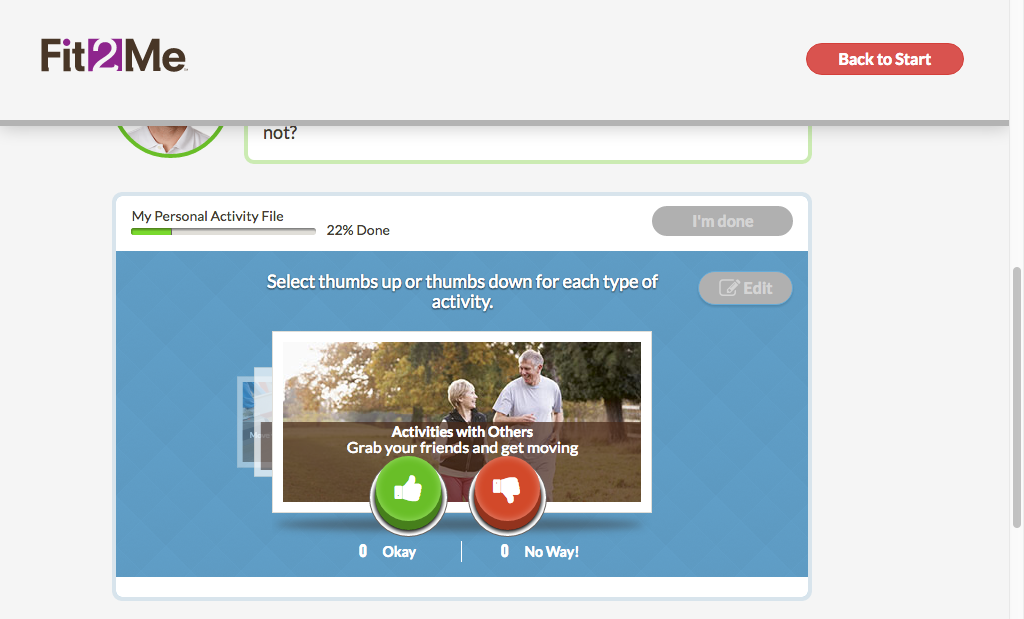 Fit2Me
Back to Start
not?
My Personal Activity File
22% Done
I'm done
Select thumbs up or thumbs down for each type of
activity.
Edit
Activities with Others
Grab your friends and get moving
0 Okay
0 No Way!